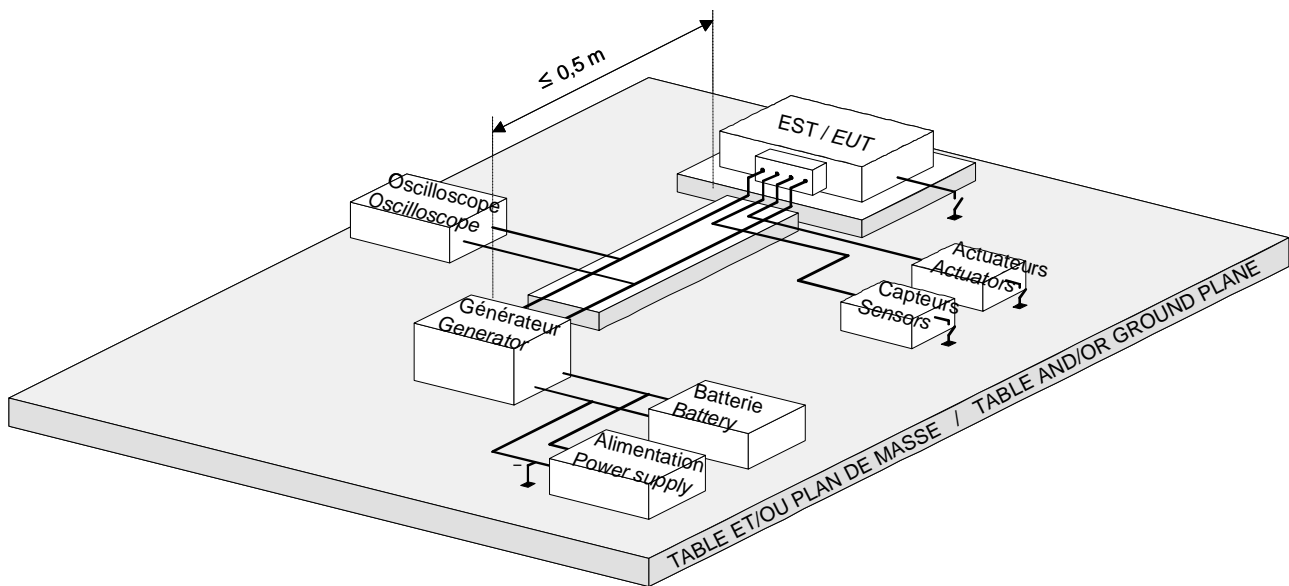 ≤ 0,5 m
EST / EUT
Oscilloscope
Oscilloscope
Actuateurs
Actuators
Capteurs
Sensors
Générateur
Generator
Batterie
Battery
Alimentation
Power supply
–
TABLE ET/OU PLAN DE MASSE / TABLE AND/OR GROUND PLANE